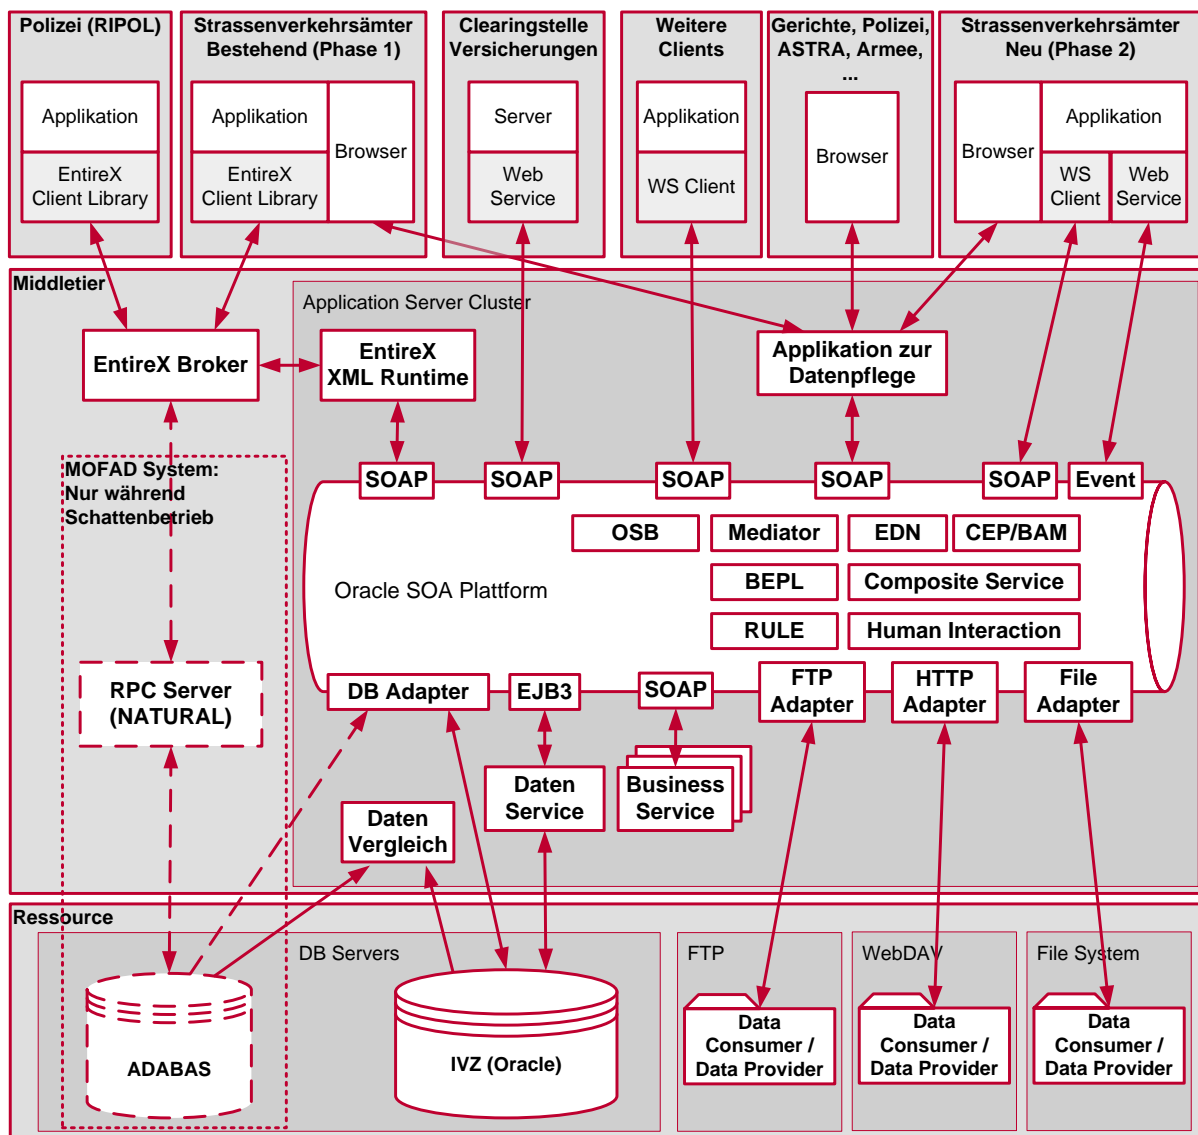 Polizei (RIPOL)
Applikation
EntireX
Client Library
Strassenverkehrsämter
Bestehend (Phase 1)
Applikation
EntireX
Client Library
Browser
Clearingstelle
Versicherungen
Server
Web
Service
Weitere
Clients
Applikation
WS Client
Gerichte, Polizei,
ASTRA, Armee,
...
Browser
Strassenverkehrsämter
Neu (Phase 2)
Browser
Applikation
WS
Client
Web
Service
Middletier
Application Server Cluster
EntireX Broker
EntireX
XML Runtime
Applikation zur
Datenpflege
MOFAD System:
Nur während
Schattenbetrieb
SOAP
SOAP
SOAP
SOAP
SOAP
Event
OSB
Mediator
EDN
CEP/BAM
Oracle SOA Plattform
BEPL
Composite Service
RULE
Human Interaction
RPC Server
(NATURAL)
DB Adapter
EJB3
SOAP
FTP
Adapter
HTTP
Adapter
File
Adapter
Daten
Service
Business
Service
Daten
Vergleich
Ressource
DB Servers
FTP
WebDAV
File System
ADABAS
IVZ (Oracle)
Data
Consumer /
Data Provider
Data
Consumer /
Data Provider
Data
Consumer /
Data Provider